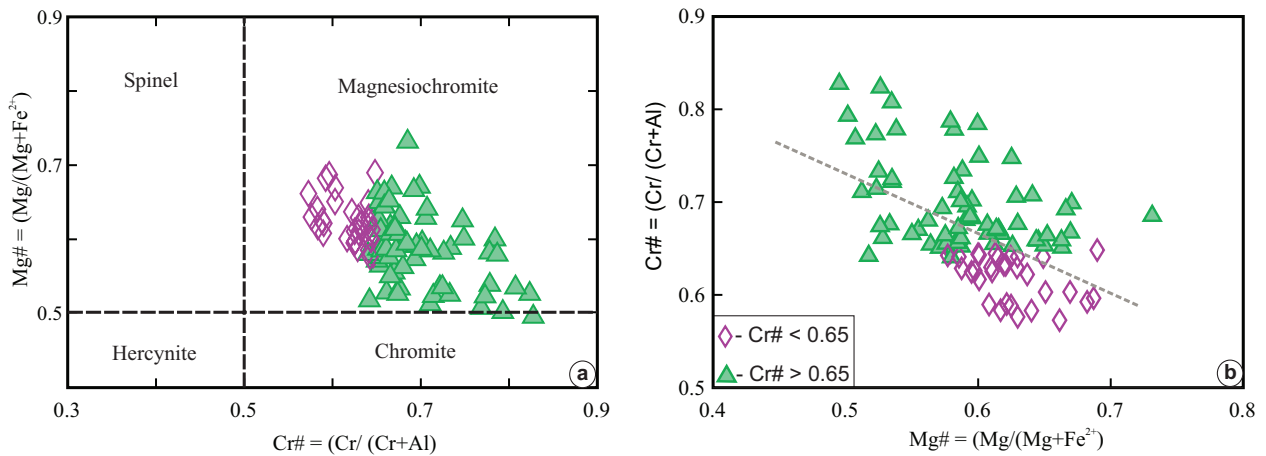 0.9
0.7
0.5
0.3
0.5
0.7
0.9
Mg# = (Mg/(Mg+Fe²⁺)
Cr# = (Cr/ (Cr+Al)
Spinel
Magnesiochromite
Hercynite
Chromite
a
0.9
0.8
0.7
0.6
0.5
0.4
0.5
0.6
0.7
0.8
Cr# = (Cr/ (Cr+Al)
Mg# = (Mg/(Mg+Fe²⁺)
- Cr# < 0.65
- Cr# > 0.65
b